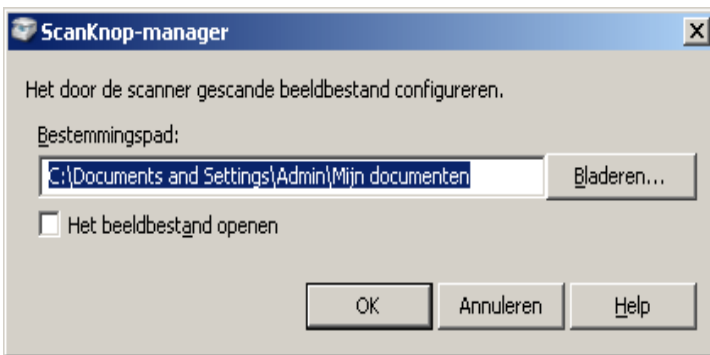 ScanKnop-manager
Het door de scanner gescande beeldbestand configureren.
Bestemmingspad:
C:\Documents and Settings\Admin\Mijn documenten
Bladeren...
Het beeldbestand openen
OK Annuleren Help